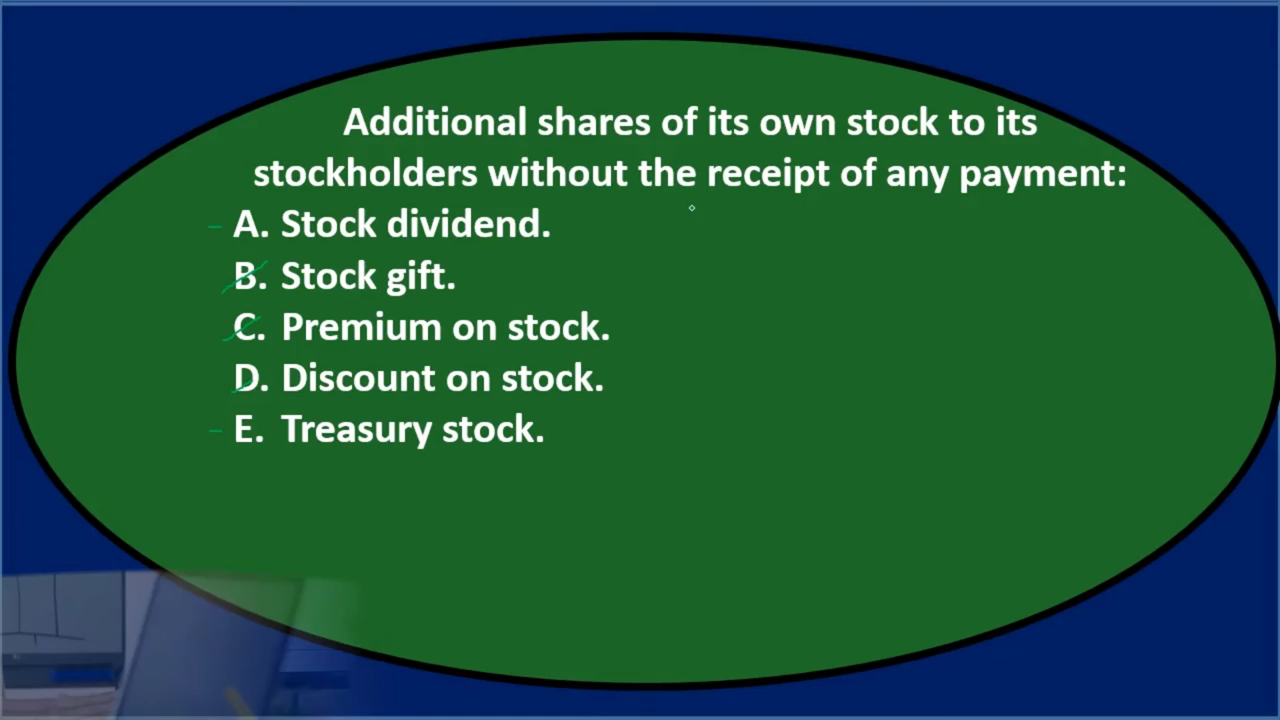 Additional shares of its own stock to its
stockholders without the receipt of any payment:
A. Stock dividend.
B. Stock gift.
C. Premium on stock.
D. Discount on stock.
E. Treasury stock.